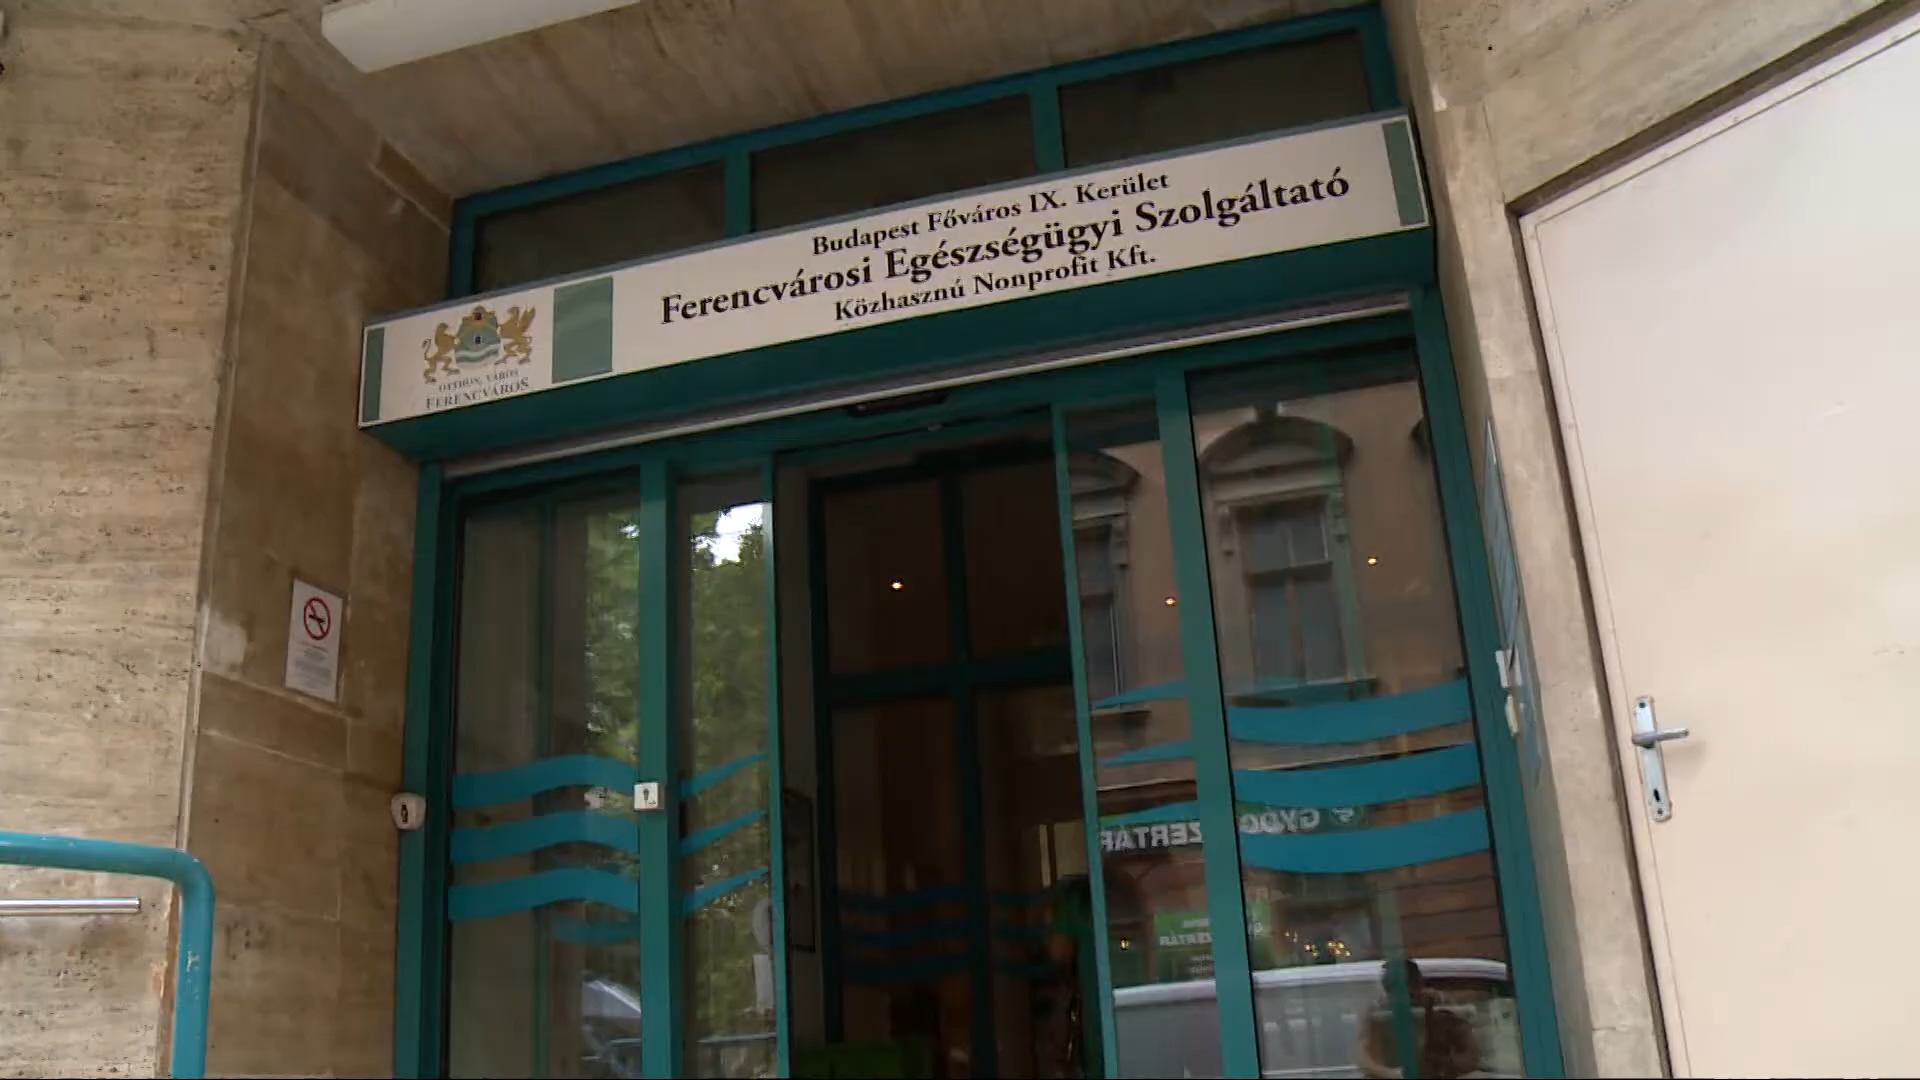 Budapest Főváros IX. Kerület
Ferencvárosi Egészségügyi Szolgáltató
Közhasznú Nonprofit Kft.
OTTHON, VÁROS
FERENCVÁROS